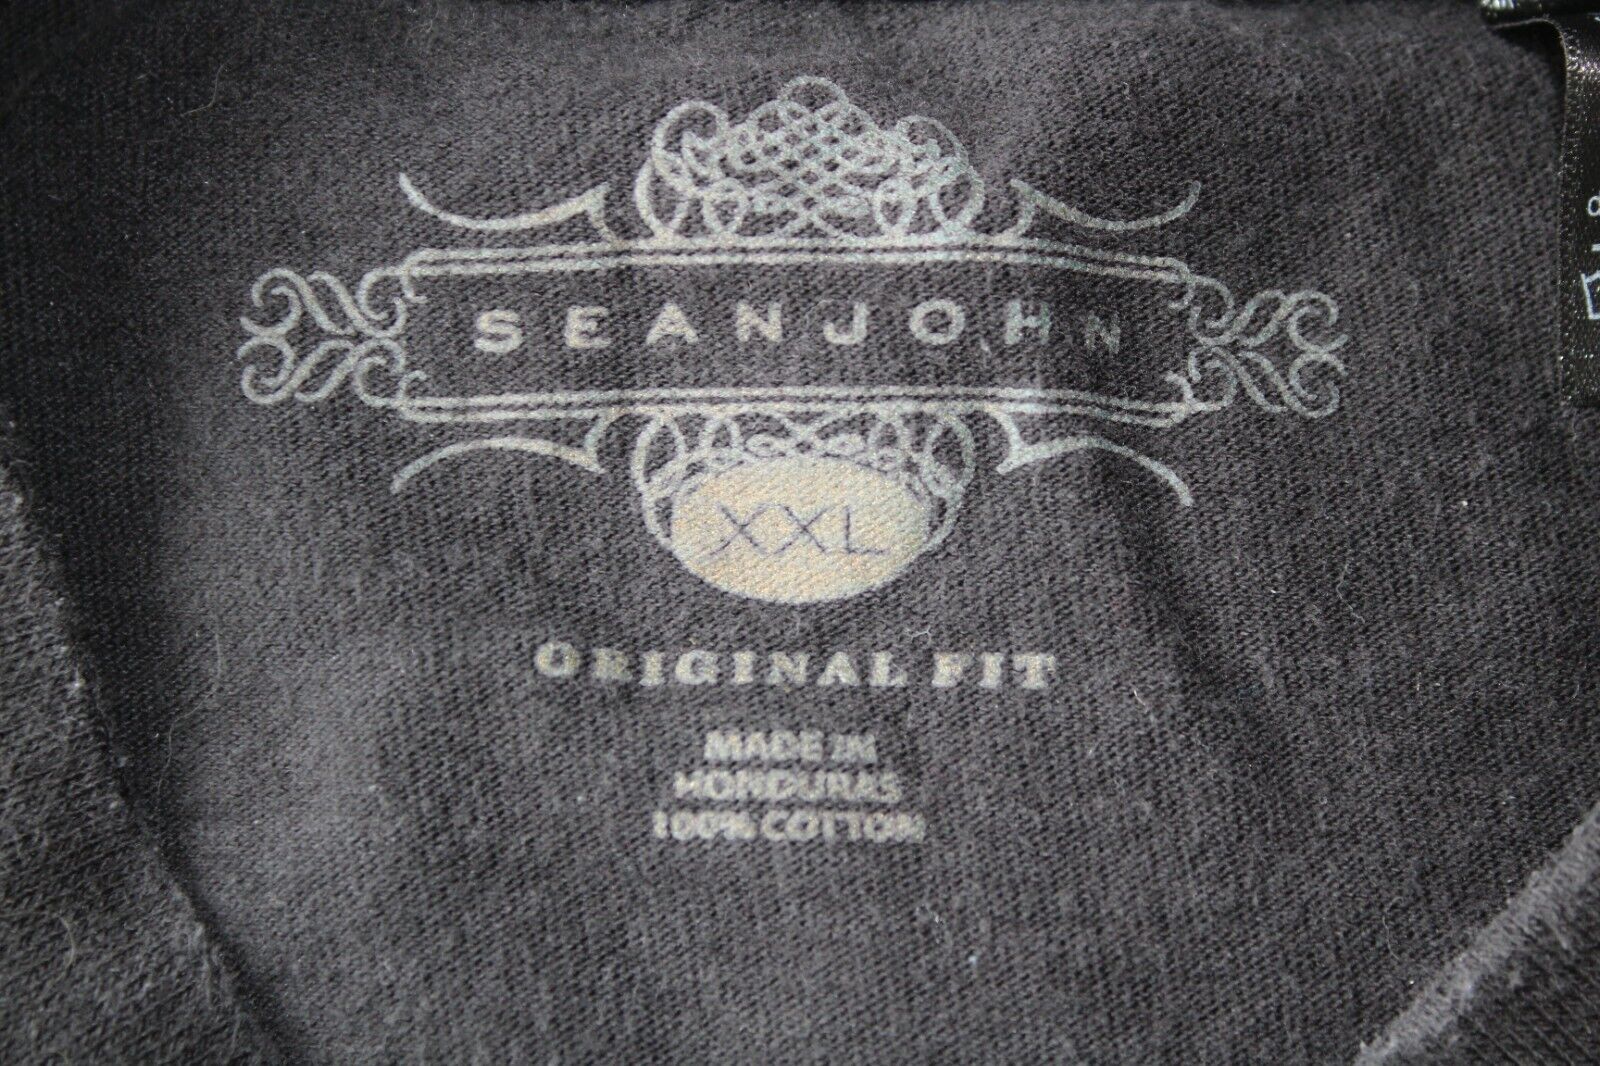 SEANJOHN
XXL
ORIGINAL FIT
MADE IN
HONDURAS
100% COTTON